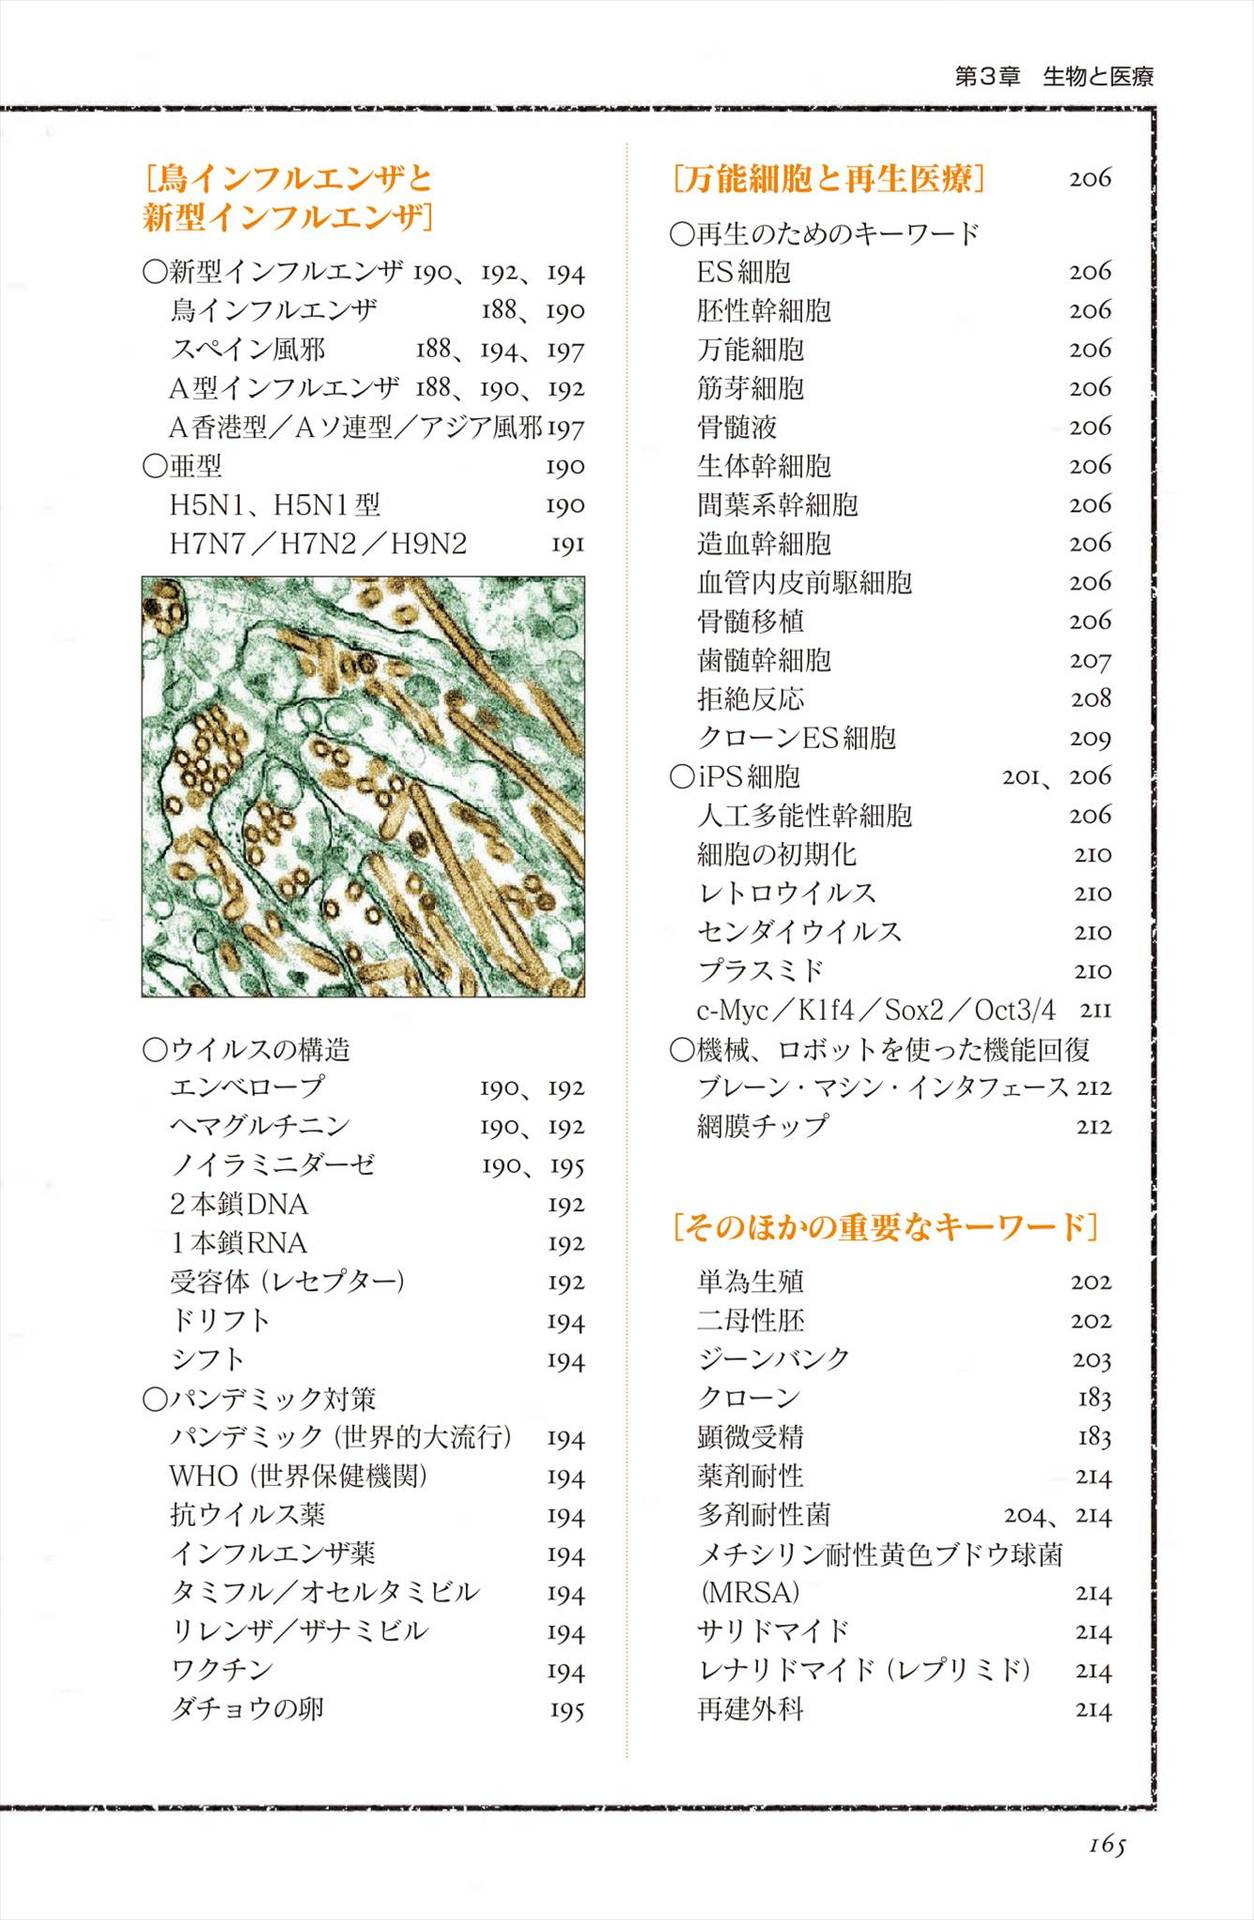 第3章 生物と医療
[鳥インフルエンザと
新型インフルエンザ]
○新型インフルエンザ 190、192、194
鳥インフルエンザ 188、190
スペイン風邪 188、194、197
A型インフルエンザ 188、190、192
A香港型／Aソ連型／アジア風邪 197
○亜型 190
H5N1、H5N1型 190
H7N7／H7N2／H9N2 191
○ウイルスの構造
エンベロープ 190、192
ヘマグルチニン 190、192
ノイラミニダーゼ 190、195
2本鎖DNA 192
1本鎖RNA 192
受容体（レセプター） 192
ドリフト 194
シフト 194
○パンデミック対策
パンデミック（世界的大流行） 194
WHO（世界保健機関） 194
抗ウイルス薬 194
インフルエンザ薬 194
タミフル／オセルタミビル 194
リレンザ／ザナミビル 194
ワクチン 194
ダチョウの卵 195
[万能細胞と再生医療] 206
○再生のためのキーワード
ES細胞 206
胚性幹細胞 206
万能細胞 206
筋芽細胞 206
骨髄液 206
生体幹細胞 206
間葉系幹細胞 206
造血幹細胞 206
血管内皮前駆細胞 206
骨髄移植 206
歯髄幹細胞 207
拒絶反応 208
クローンES細胞 209
○iPS細胞 201、206
人工多能性幹細胞 206
細胞の初期化 210
レトロウイルス 210
センダイウイルス 210
プラスミド 210
c-Myc／K1f4／Sox2／Oct3/4 211
○機械、ロボットを使った機能回復
ブレーン・マシン・インタフェース 212
網膜チップ 212
[そのほかの重要なキーワード]
単為生殖 202
二母性胚 202
ジーンバンク 203
クローン 183
顕微受精 183
薬剤耐性 214
多剤耐性菌 204、214
メチシリン耐性黄色ブドウ球菌
（MRSA） 214
サリドマイド 214
レナリドマイド（レプリミド） 214
再建外科 214
165